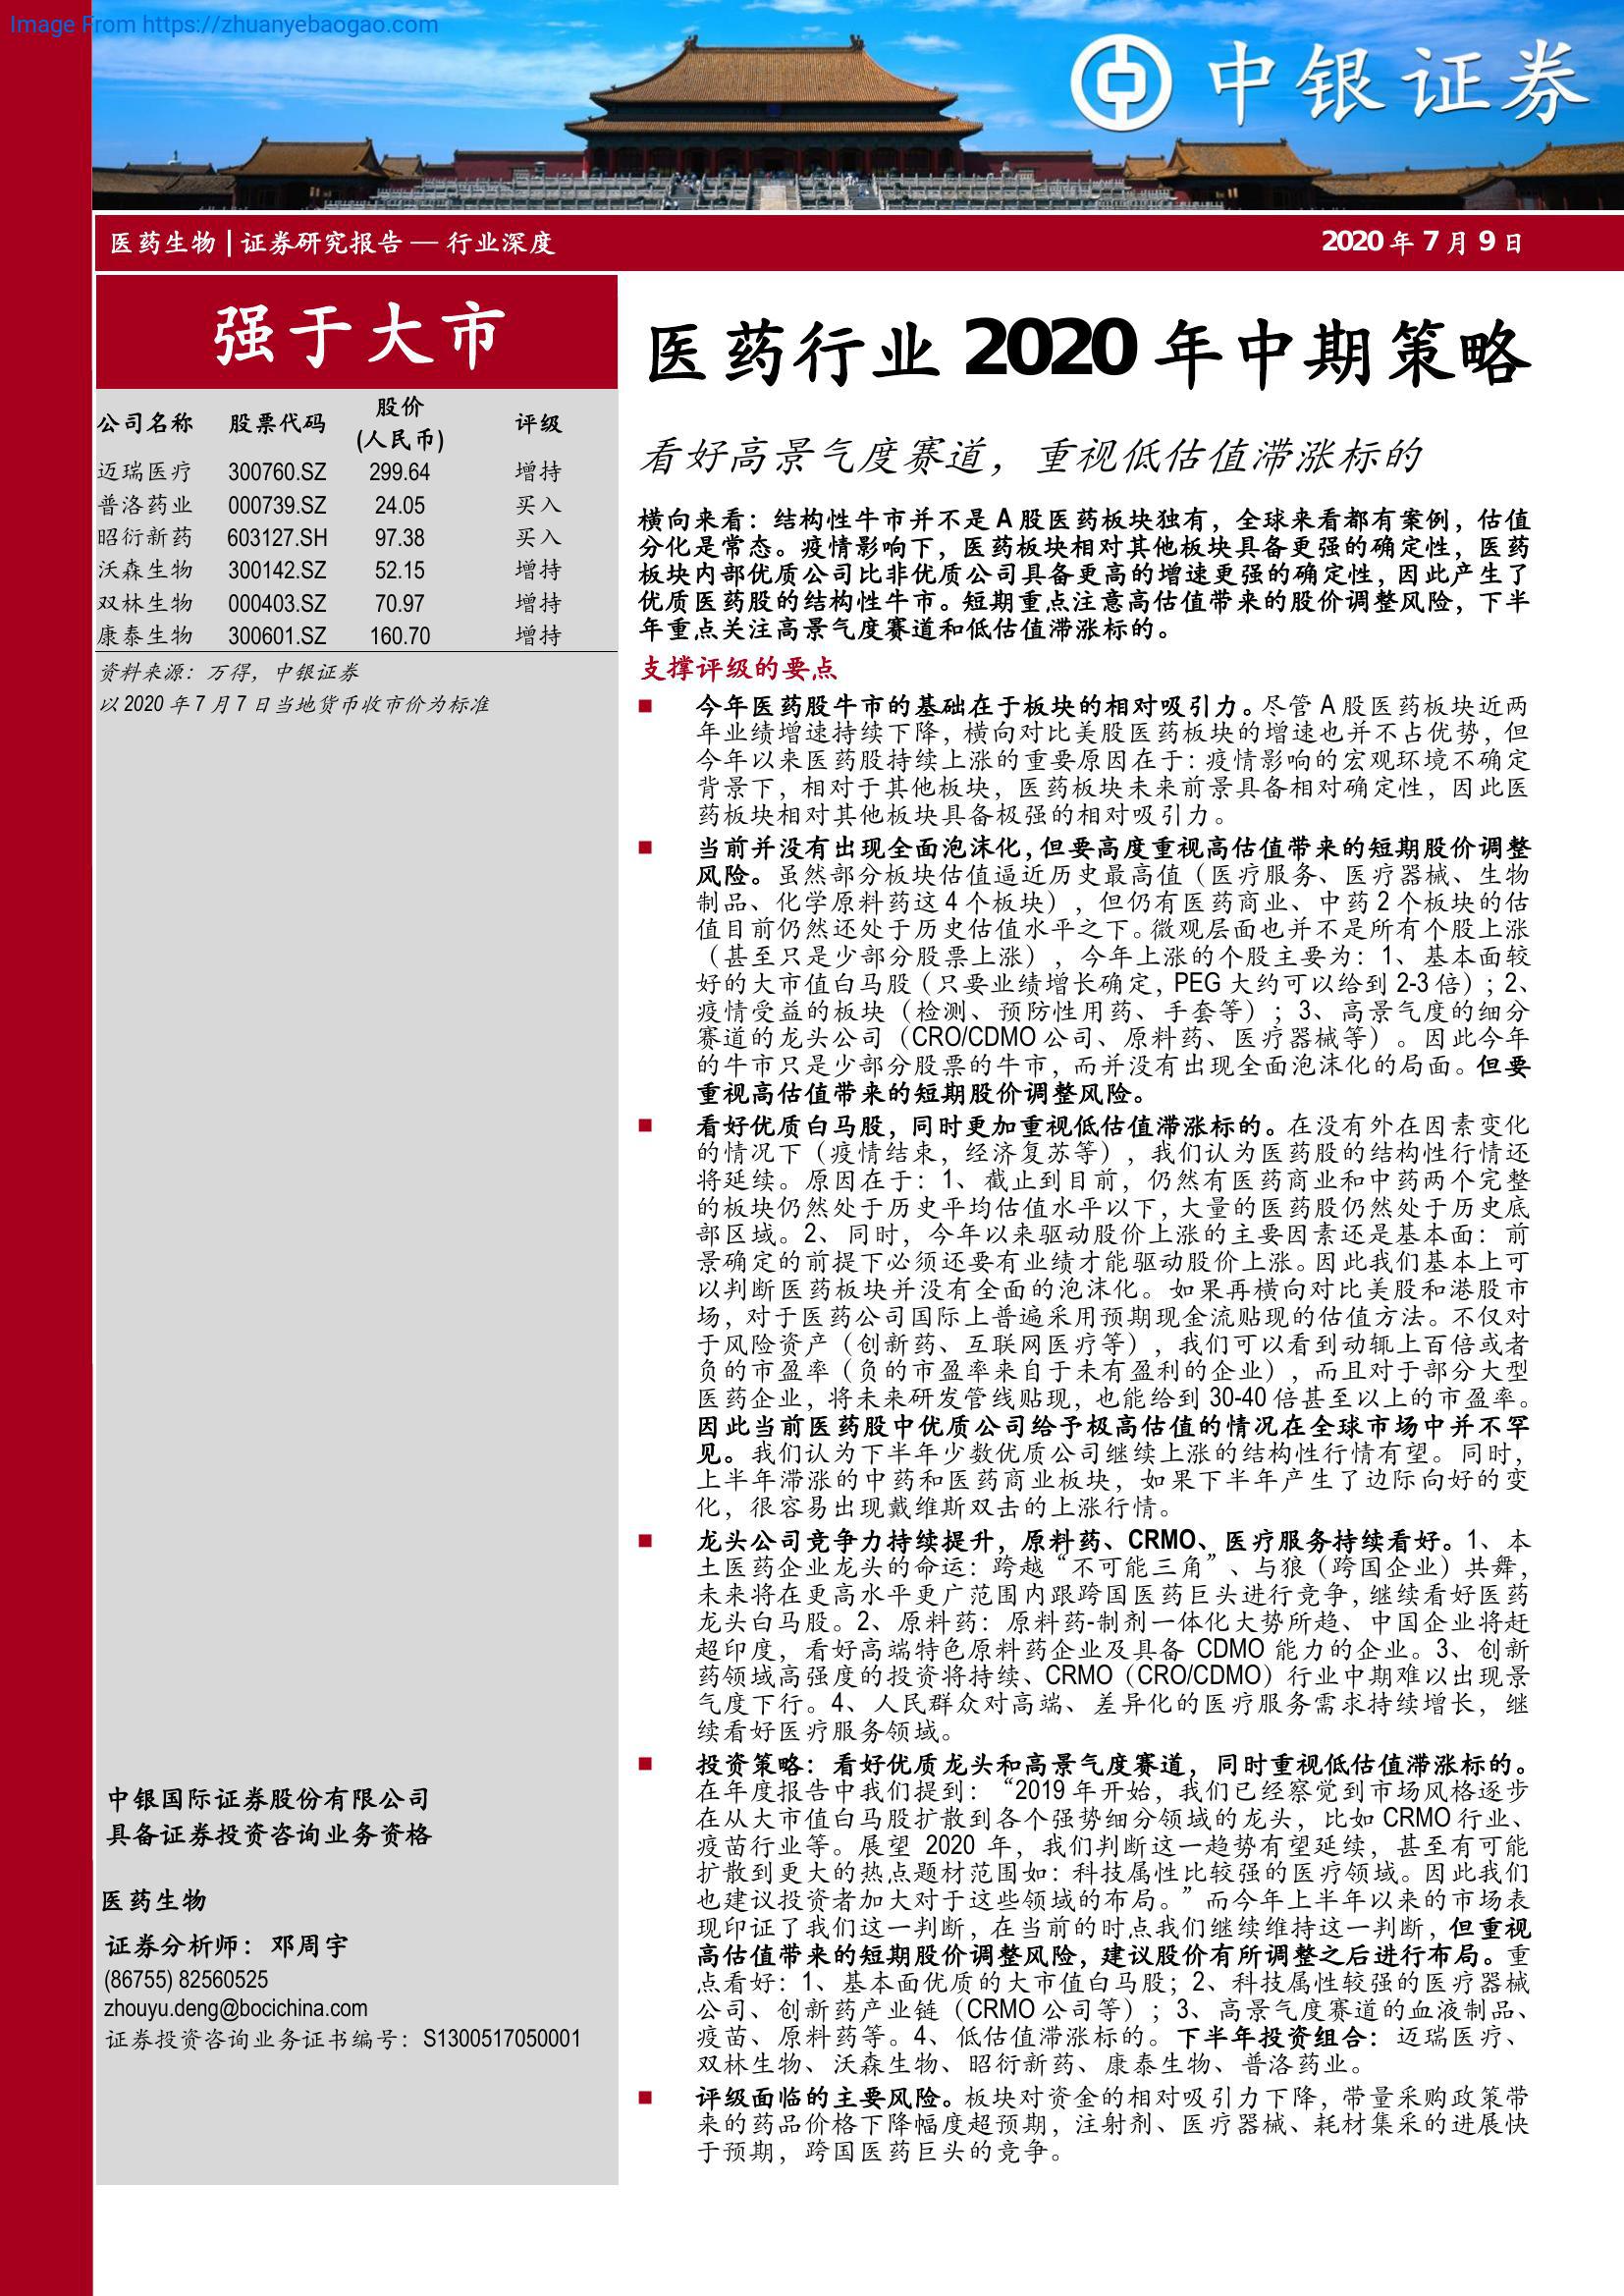 Image From https://zhuanyebaogao.com
中银证券
医药生物 | 证券研究报告 — 行业深度
2020 年 7 月 9 日
强于大市
公司名称 股票代码 股价 (人民币) 评级
迈瑞医疗 300760.SZ 299.64 增持
普洛药业 000739.SZ 24.05 买入
昭衍新药 603127.SH 97.38 买入
沃森生物 300142.SZ 52.15 增持
双林生物 000403.SZ 70.97 增持
康泰生物 300601.SZ 160.70 增持
资料来源：万得，中银证券
以 2020 年 7 月 7 日当地货币收市价为标准
中银国际证券股份有限公司
具备证券投资咨询业务资格
医药生物
证券分析师：邓周宇
(86755) 82560525
zhouyu.deng@bocichina.com
证券投资咨询业务证书编号：S1300517050001
医药行业 2020 年中期策略
看好高景气度赛道，重视低估值滞涨标的
横向来看：结构性牛市并不是 A 股医药板块独有，全球来看都有案例，估值
分化是常态。疫情影响下，医药板块相对其他板块具备更强的确定性，医药
板块内部优质公司比非优质公司具备更高的增速更强的确定性，因此产生了
优质医药股的结构性牛市。短期重点注意高估值带来的股价调整风险，下半
年重点关注高景气度赛道和低估值滞涨标的。
支撑评级的要点
■ 今年医药股牛市的基础在于板块的相对吸引力。尽管 A 股医药板块近两
年业绩增速持续下降，横向对比美股医药板块的增速也并不占优势，但
今年以来医药股持续上涨的重要原因在于：疫情影响的宏观环境不确定
背景下，相对于其他板块，医药板块未来前景具备相对确定性，因此医
药板块相对其他板块具备极强的相对吸引力。
■ 当前并没有出现全面泡沫化，但要高度重视高估值带来的短期股价调整
风险。虽然部分板块估值逼近历史最高值（医疗服务、医疗器械、生物
制品、化学原料药这 4 个板块），但仍有医药商业、中药 2 个板块的估
值目前仍然还处于历史估值水平之下。微观层面也并不是所有个股上涨
（甚至只是少部分股票上涨），今年上涨的个股主要为：1、基本面较
好的大市值白马股（只要业绩增长确定，PEG 大约可以给到 2-3 倍）；2、
疫情受益的板块（检测、预防性用药、手套等）；3、高景气度的细分
赛道的龙头公司（CRO/CDMO 公司、原料药、医疗器械等）。因此今年
的牛市只是少部分股票的牛市，而并没有出现全面泡沫化的局面。但要
重视高估值带来的短期股价调整风险。
■ 看好优质白马股，同时更加重视低估值滞涨标的。在没有外在因素变化
的情况下（疫情结束，经济复苏等），我们认为医药股的结构性行情还
将延续。原因在于：1、截止到目前，仍然有医药商业和中药两个完整
的板块仍然处于历史平均估值水平以下，大量的医药股仍然处于历史底
部区域。2、同时，今年以来驱动股价上涨的主要因素还是基本面：前
景确定的前提下必须还要有业绩才能驱动股价上涨。因此我们基本上可
以判断医药板块并没有全面的泡沫化。如果再横向对比美股和港股市
场，对于医药公司国际上普遍采用预期现金流贴现的估值方法。不仅对
于风险资产（创新药、互联网医疗等），我们可以看到动辄上百倍或者
负的市盈率（负的市盈率来自于未有盈利的企业），而且对于部分大型
医药企业，将未来研发管线贴现，也能给到 30-40 倍甚至以上的市盈率。
因此当前医药股中优质公司给予极高估值的情况在全球市场中并不罕
见。我们认为下半年少数优质公司继续上涨的结构性行情有望。同时，
上半年滞涨的中药和医药商业板块，如果下半年产生了边际向好的变
化，很容易出现戴维斯双击的上涨行情。
■ 龙头公司竞争力持续提升，原料药、CRMO、医疗服务持续看好。1、本
土医药企业龙头的命运：跨越“不可能三角”、与狼（跨国企业）共舞，
未来将在更高水平更广范围内跟跨国医药巨头进行竞争，继续看好医药
龙头白马股。2、原料药：原料药-制剂一体化大势所趋、中国企业将赶
超印度，看好高端特色原料药企业及具备 CDMO 能力的企业。3、创新
药领域高强度的投资将持续、CRMO（CRO/CDMO）行业中期难以出现景
气度下行。4、人民群众对高端、差异化的医疗服务需求持续增长，继
续看好医疗服务领域。
■ 投资策略：看好优质龙头和高景气度赛道，同时重视低估值滞涨标的。
在年度报告中我们提到：“2019 年开始，我们已经察觉到市场风格逐步
在从大市值白马股扩散到各个强势细分领域的龙头，比如 CRMO 行业、
疫苗行业等。展望 2020 年，我们判断这一趋势有望延续，甚至有可能
扩散到更大的热点题材范围如：科技属性比较强的医疗领域。因此我们
也建议投资者加大对于这些领域的布局。”而今年上半年以来的市场表
现印证了我们这一判断，在当前的时点我们继续维持这一判断，但重视
高估值带来的短期股价调整风险，建议股价有所调整之后进行布局。重
点看好：1、基本面优质的大市值白马股；2、科技属性较强的医疗器械
公司、创新药产业链（CRMO 公司等）；3、高景气度赛道的血液制品、
疫苗、原料药等。4、低估值滞涨标的。下半年投资组合：迈瑞医疗、
双林生物、沃森生物、昭衍新药、康泰生物、普洛药业。
■ 评级面临的主要风险。板块对资金的相对吸引力下降，带量采购政策带
来的药品价格下降幅度超预期，注射剂、医疗器械、耗材集采的进展快
于预期，跨国医药巨头的竞争。